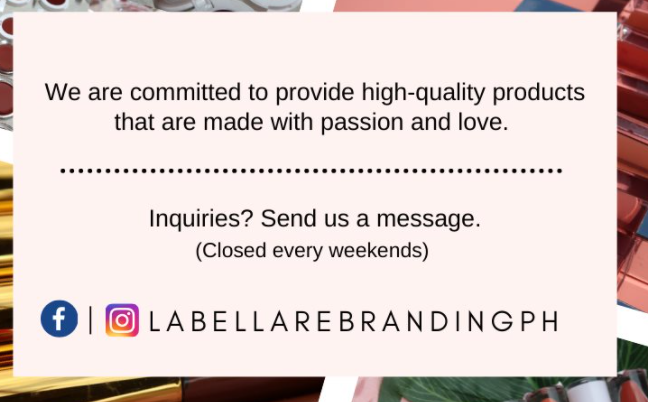 We are committed to provide high-quality products
that are made with passion and love.
Inquiries? Send us a message.
(Closed every weekends)
f | LABELLAREBRANDINGPH